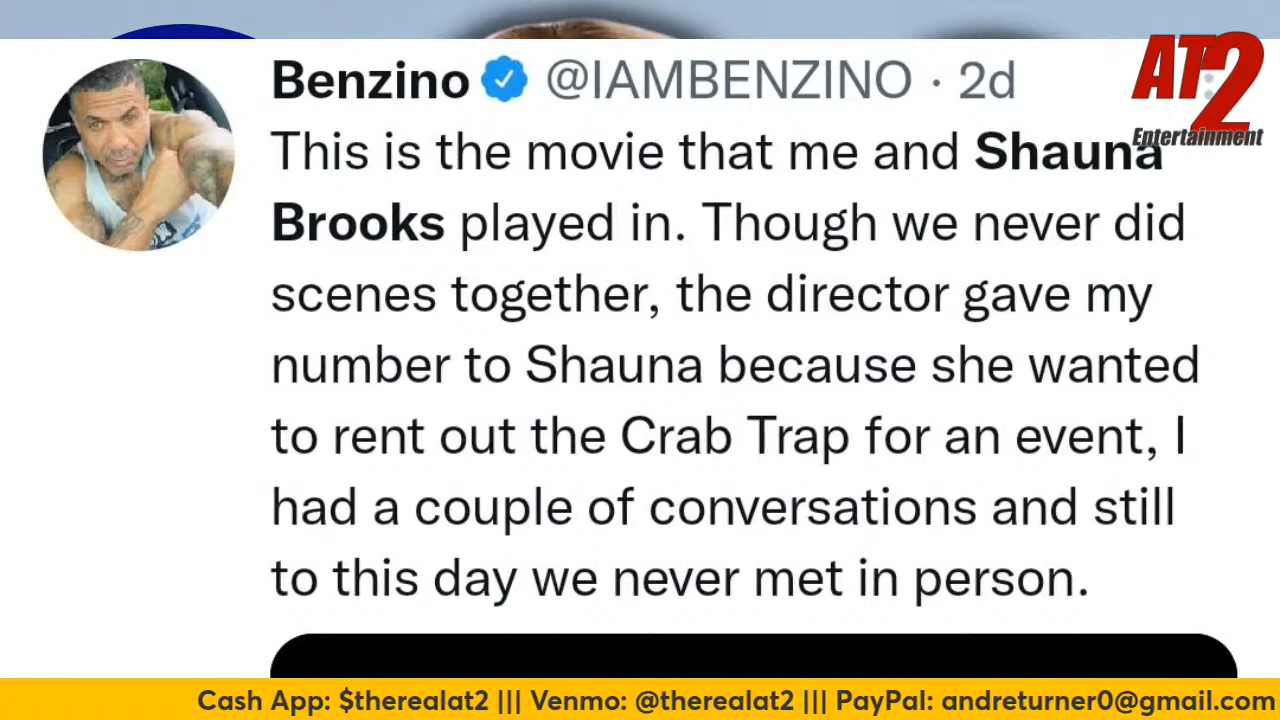 AT2
Entertainment
Benzino @IAMBENZINO · 2d
This is the movie that me and Shauna
Brooks played in. Though we never did
scenes together, the director gave my
number to Shauna because she wanted
to rent out the Crab Trap for an event, I
had a couple of conversations and still
to this day we never met in person.
Cash App: $therealat2 ||| Venmo: @therealat2 ||| PayPal: andreturner0@gmail.com